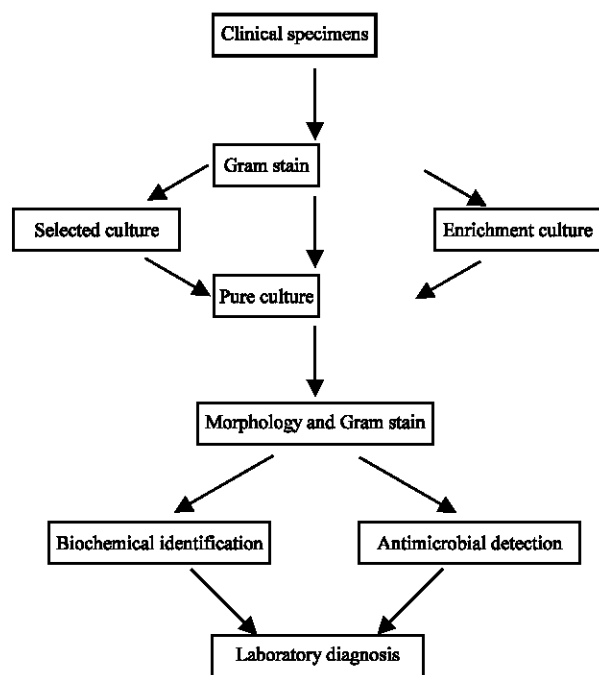 Clinical specimens
Gram stain
Selected culture
Enrichment culture
Pure culture
Morphology and Gram stain
Biochemical identification
Antimicrobial detection
Laboratory diagnosis